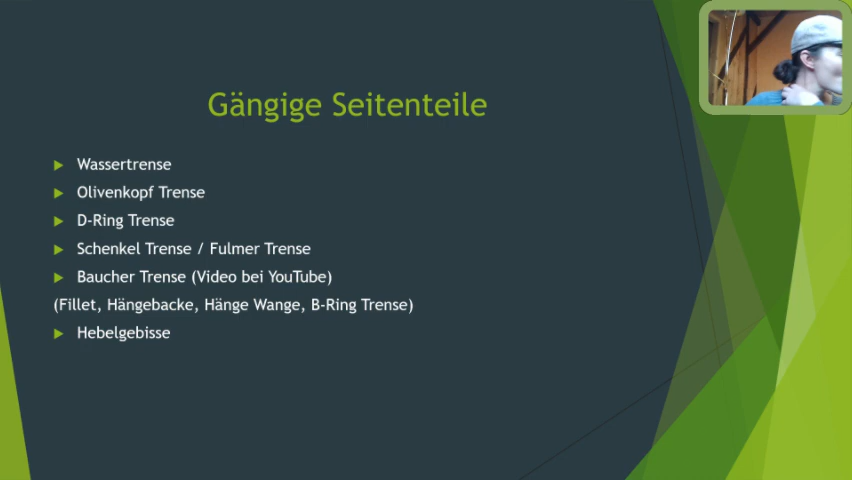 Gängige Seitenteile
Wassertrense
Olivenkopf Trense
D-Ring Trense
Schenkel Trense / Fulmer Trense
Baucher Trense (Video bei YouTube)
(Fillet, Hängebacke, Hänge Wange, B-Ring Trense)
Hebelgebisse